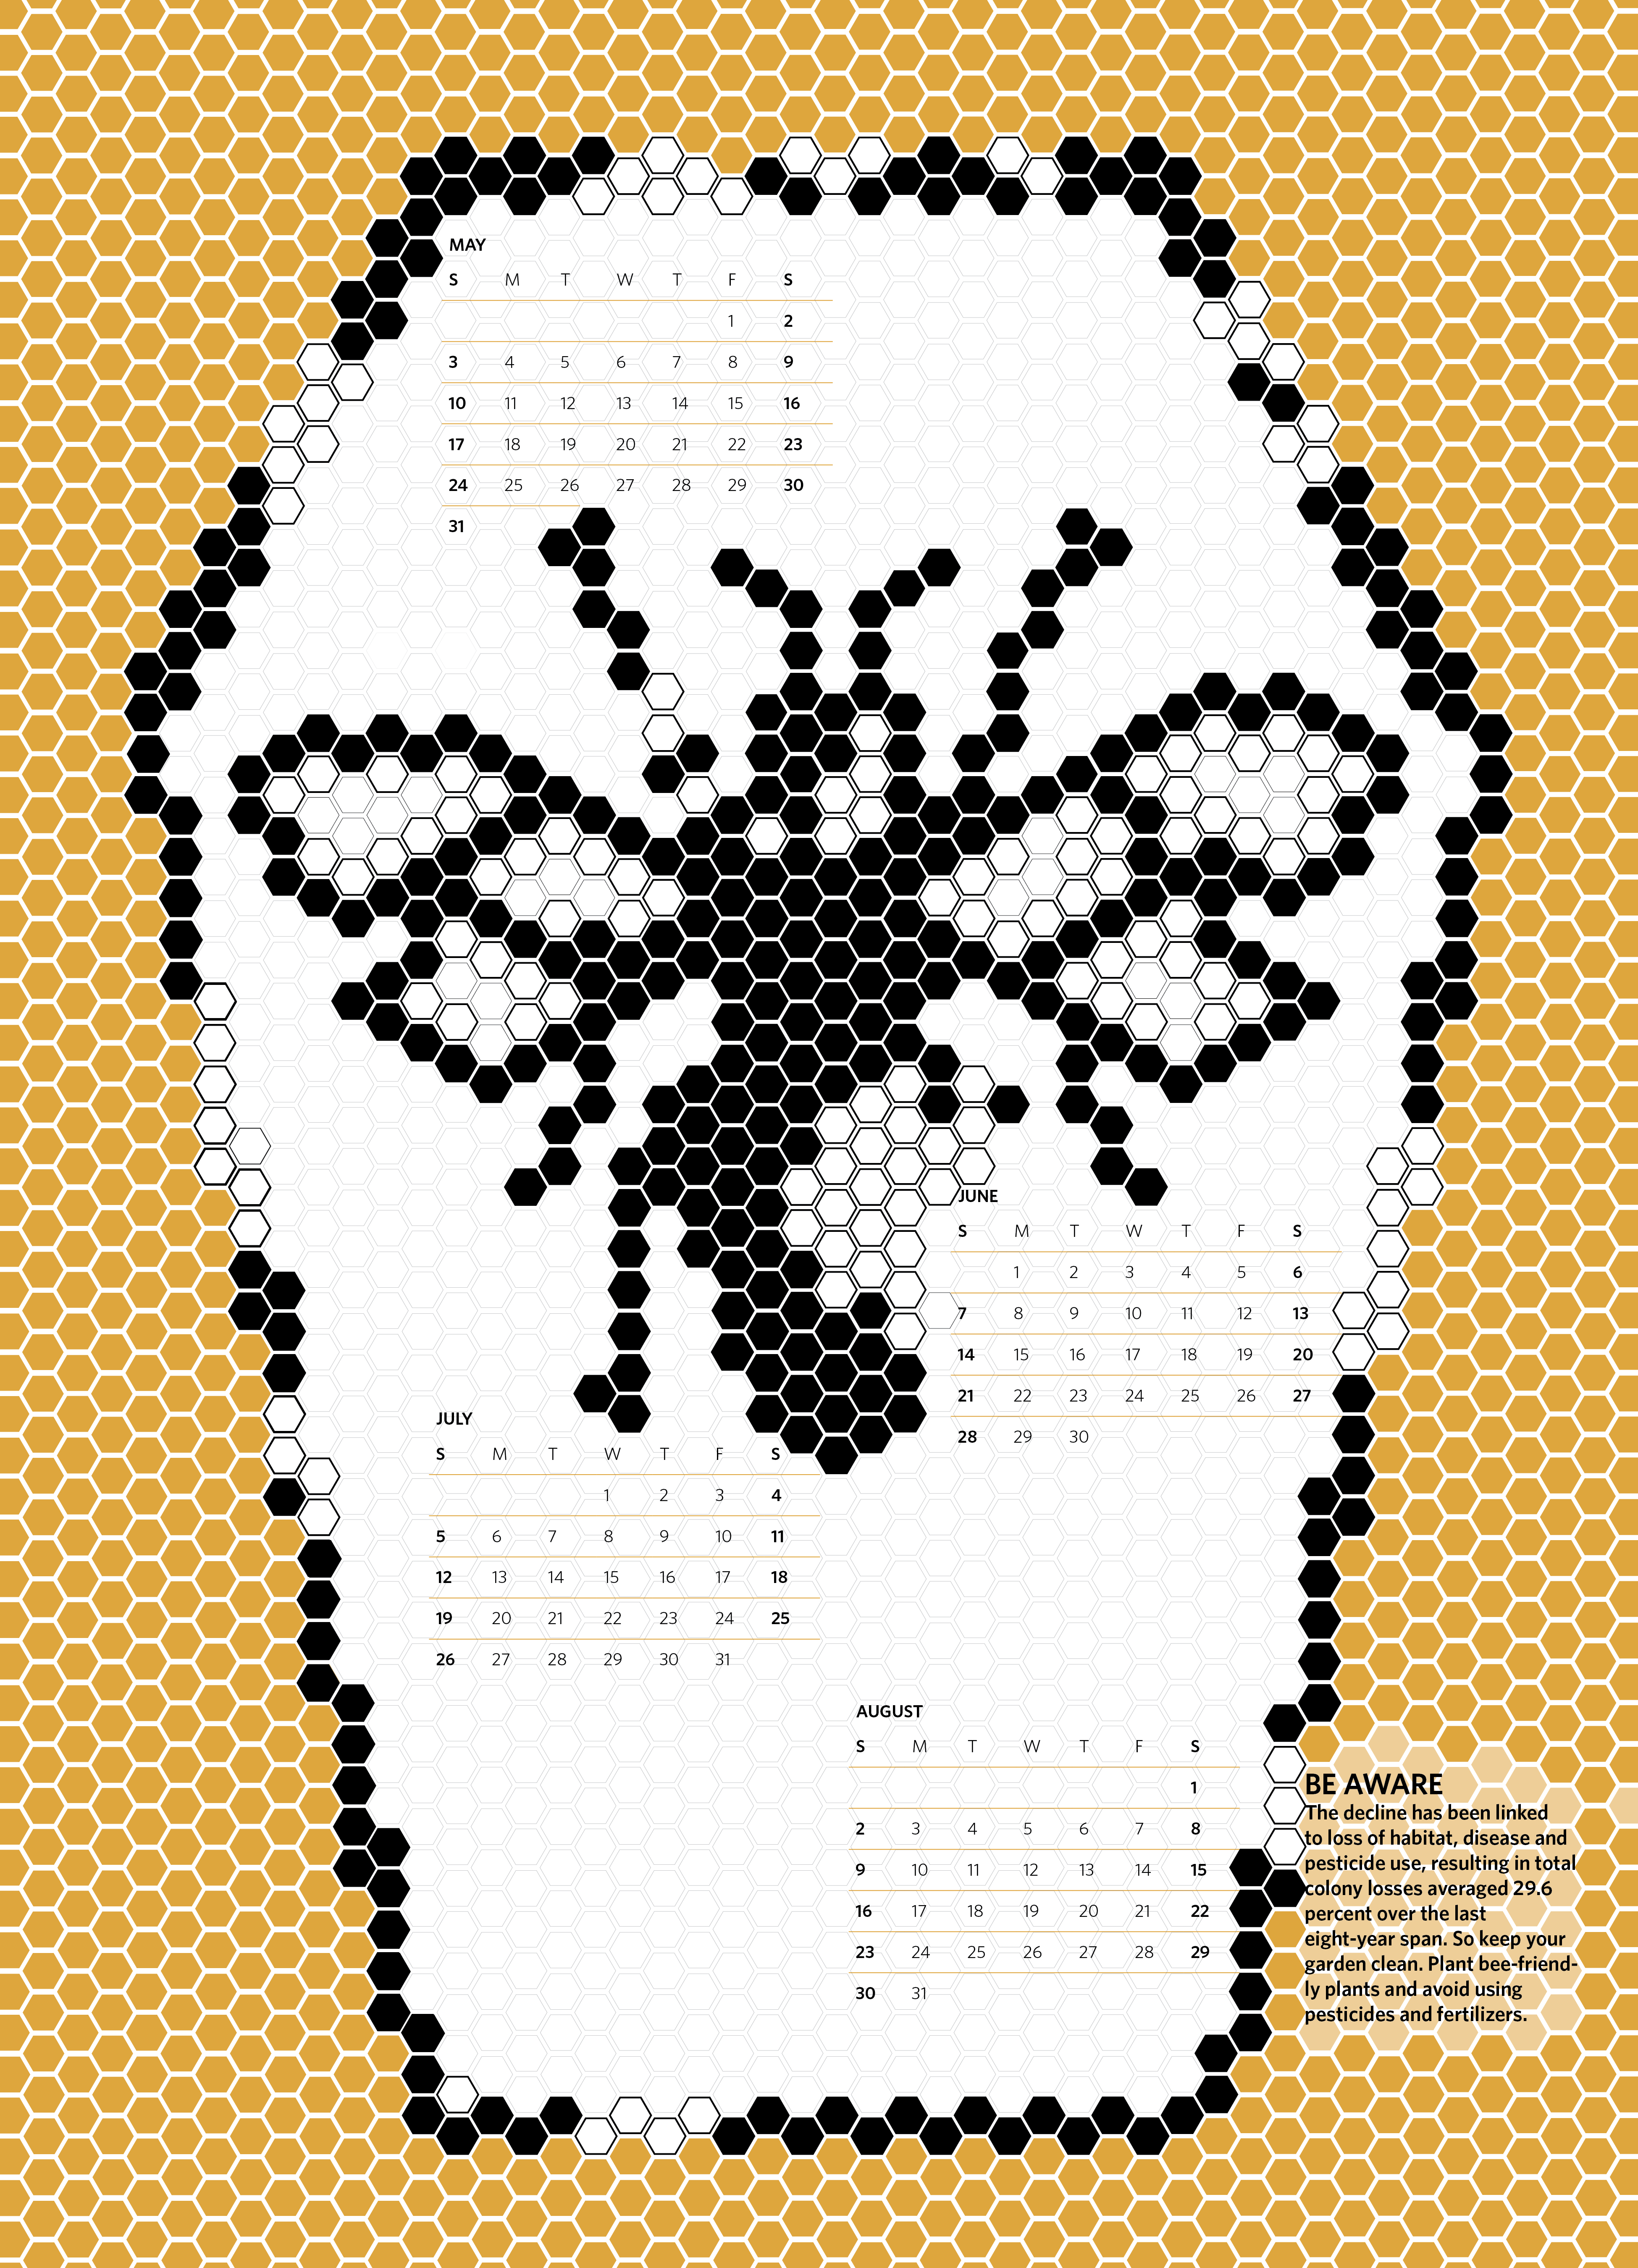 MAY
S M T W T F S
1 2
3 4 5 6 7 8 9
10 11 12 13 14 15 16
17 18 19 20 21 22 23
24 25 26 27 28 29 30
31
JUNE
S M T W T F S
1 2 3 4 5 6
7 8 9 10 11 12 13
14 15 16 17 18 19 20
21 22 23 24 25 26 27
28 29 30
JULY
S M T W T F S
1 2 3 4
5 6 7 8 9 10 11
12 13 14 15 16 17 18
19 20 21 22 23 24 25
26 27 28 29 30 31
AUGUST
S M T W T F S
1
2 3 4 5 6 7 8
9 10 11 12 13 14 15
16 17 18 19 20 21 22
23 24 25 26 27 28 29
30 31
BE AWARE
The decline has been linked
to loss of habitat, disease and
pesticide use, resulting in total
colony losses averaged 29.6
percent over the last
eight-year span. So keep your
garden clean. Plant bee-friend-
ly plants and avoid using
pesticides and fertilizers.